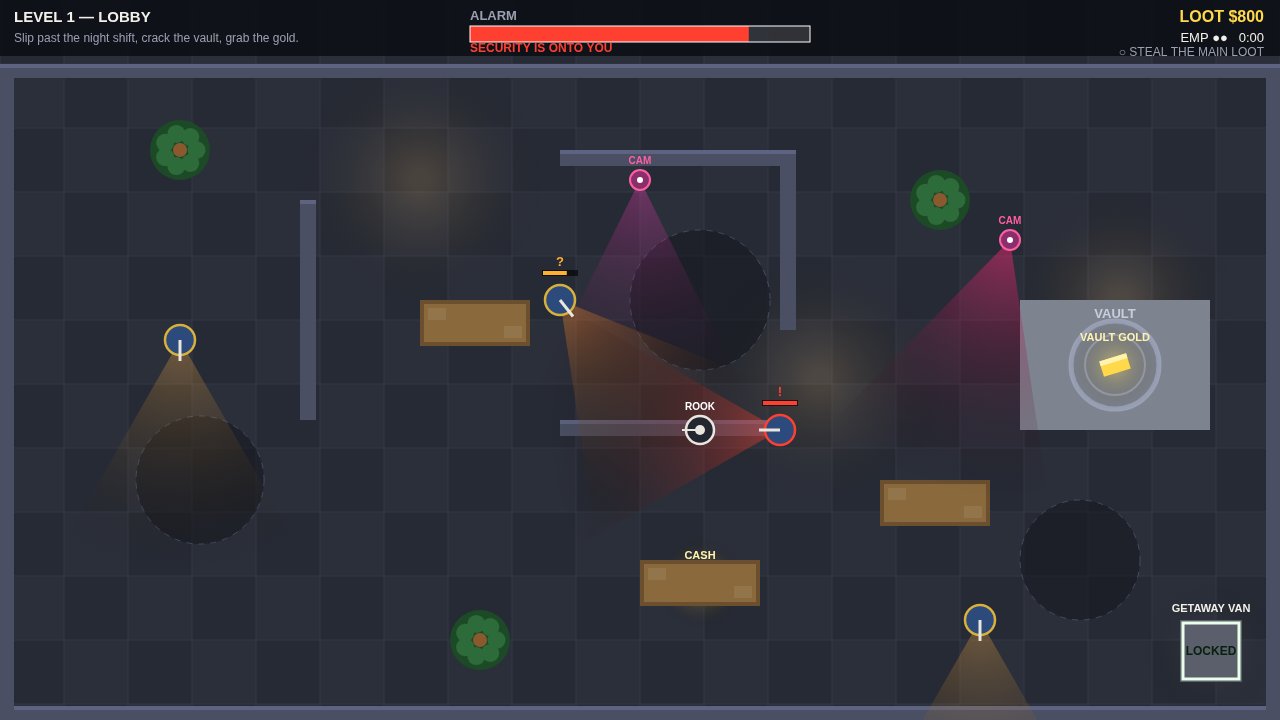 LEVEL 1 — LOBBY
Slip past the night shift, crack the vault, grab the gold.
ALARM
SECURITY IS ONTO YOU
LOOT $800
EMP ●● 0:00
○ STEAL THE MAIN LOOT
CAM
CAM
?
VAULT
VAULT GOLD
!
ROOK
CASH
GETAWAY VAN
LOCKED